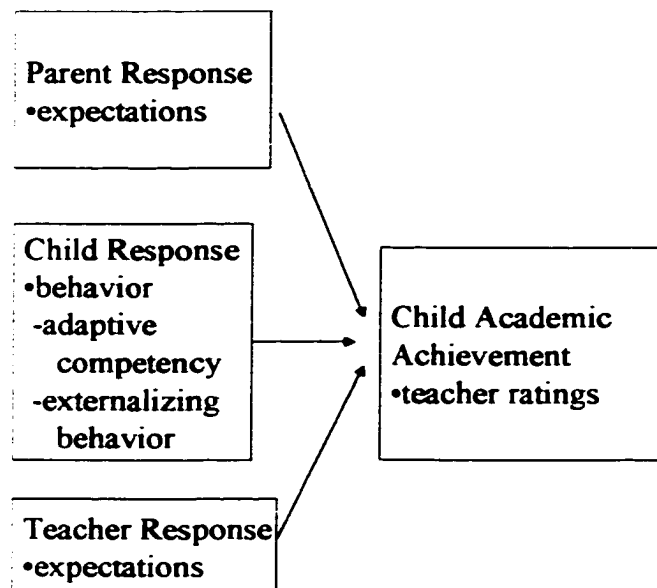 Parent Response
•expectations
Child Response
•behavior
-adaptive
competency
-externalizing
behavior
Child Academic
Achievement
•teacher ratings
Teacher Response
•expectations